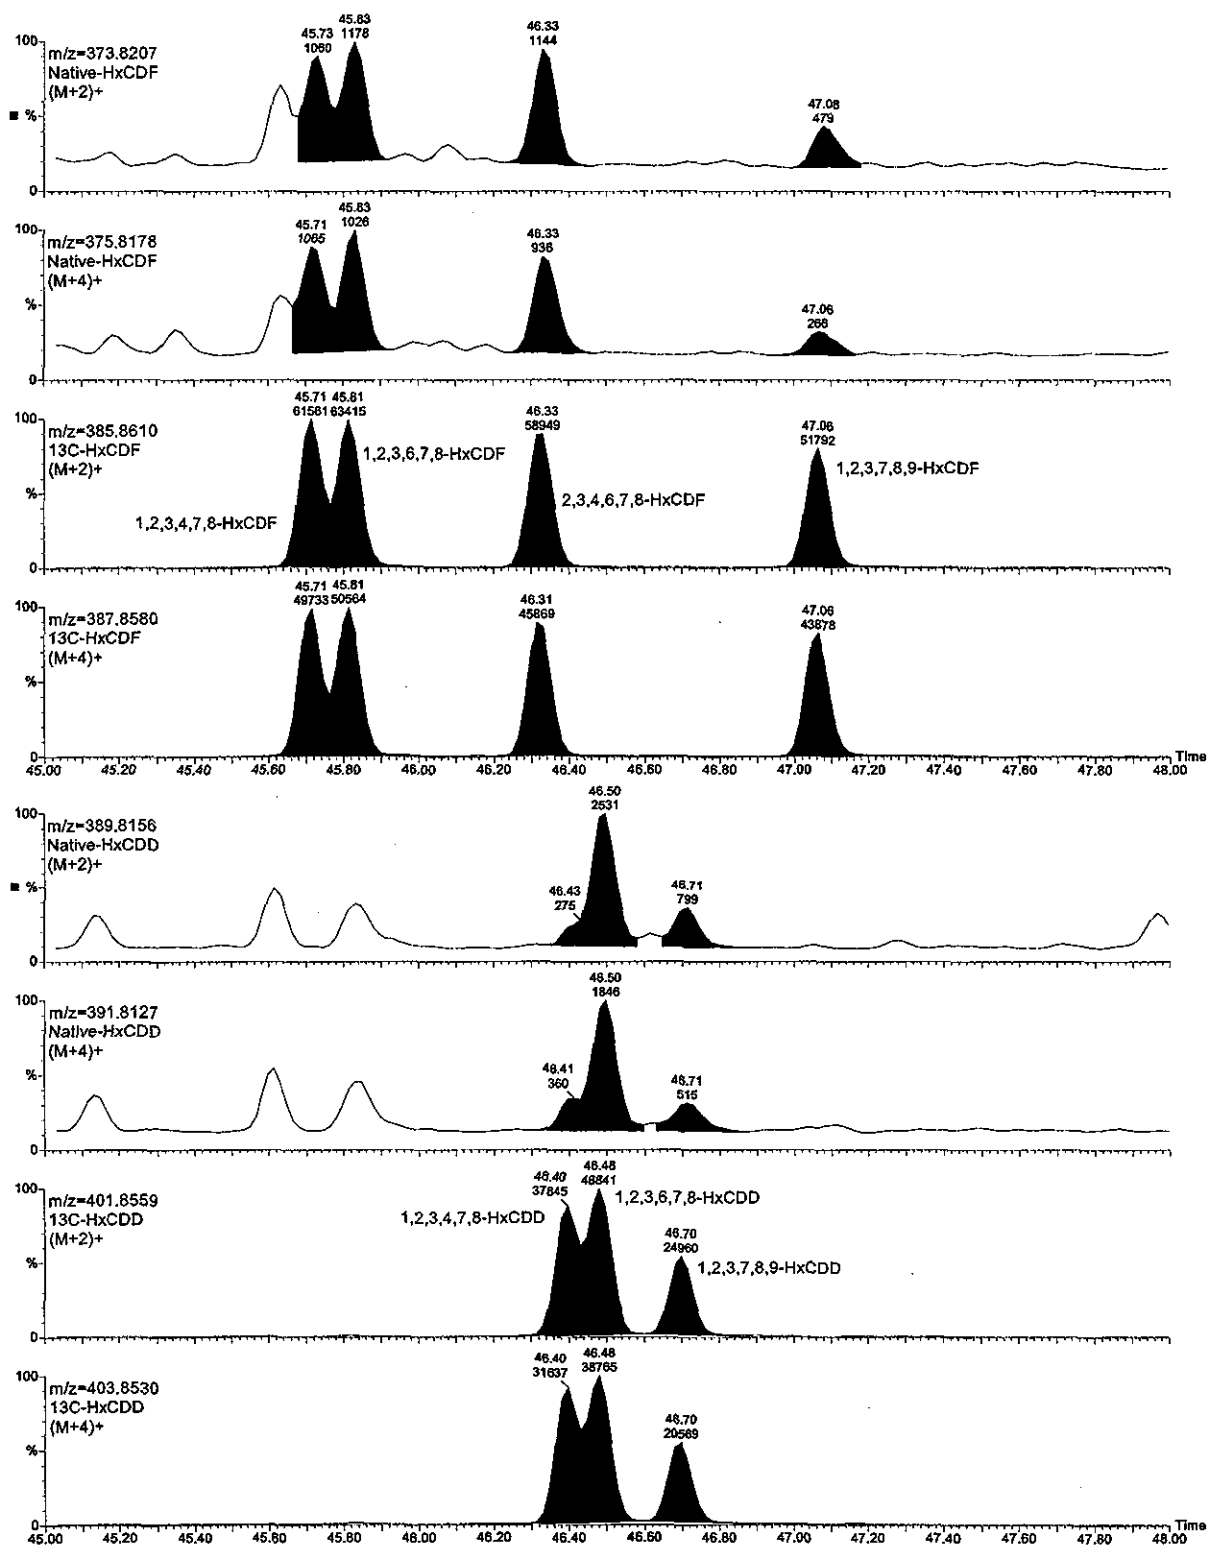 45.83
45.73 1178
1060
46.33
1144
100
m/z=373.8207
Native-HxCDF
(M+2)+
%
47.08
479
0
45.83
45.71 1026
1065
46.33
936
100
m/z=375.8178
Native-HxCDF
(M+4)+
%
47.06
266
0
45.71 45.81
61561 63415
46.33
58949
47.06
51792
100
m/z=385.8610
13C-HxCDF
(M+2)+
%
1,2,3,6,7,8-HxCDF
1,2,3,7,8,9-HxCDF
2,3,4,6,7,8-HxCDF
1,2,3,4,7,8-HxCDF
0
45.71 45.81
49733 50564
46.31
45869
47.06
43878
100
m/z=387.8580
13C-HxCDF
(M+4)+
%
0
Time
45.00 45.20 45.40 45.60 45.80 46.00 46.20 46.40 46.60 46.80 47.00 47.20 47.40 47.60 47.80 48.00
46.50
2531
100
m/z=389.8156
Native-HxCDD
(M+2)+
%
46.43
275
46.71
799
0
46.50
1846
100
m/z=391.8127
Native-HxCDD
(M+4)+
%
46.41
360
46.71
515
0
46.40
37845
46.48
46841
100
m/z=401.8559
13C-HxCDD
(M+2)+
%
1,2,3,4,7,8-HxCDD
1,2,3,6,7,8-HxCDD
46.70
24960
1,2,3,7,8,9-HxCDD
0
46.40
31637
46.48
38765
100
m/z=403.8530
13C-HxCDD
(M+4)+
%
46.70
20569
0
Time
45.00 45.20 45.40 45.60 45.80 46.00 46.20 46.40 46.60 46.80 47.00 47.20 47.40 47.60 47.80 48.00